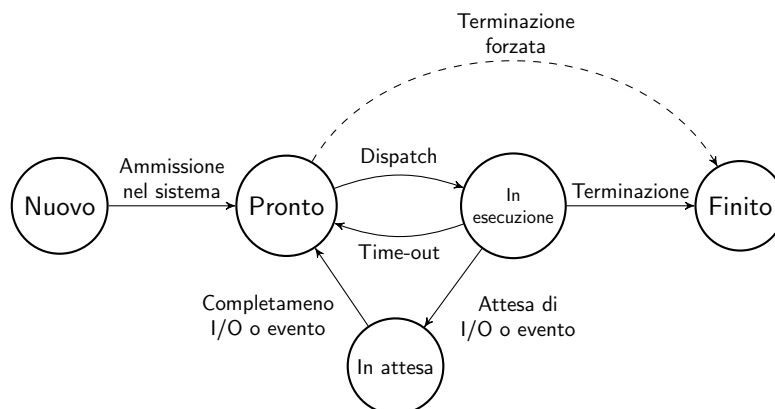 Terminazione
forzata
Ammissione
nel sistema
Dispatch
Nuovo
Pronto
In
esecuzione
Terminazione
Finito
Time-out
Completameno
I/O o evento
Attesa di
I/O o evento
In attesa